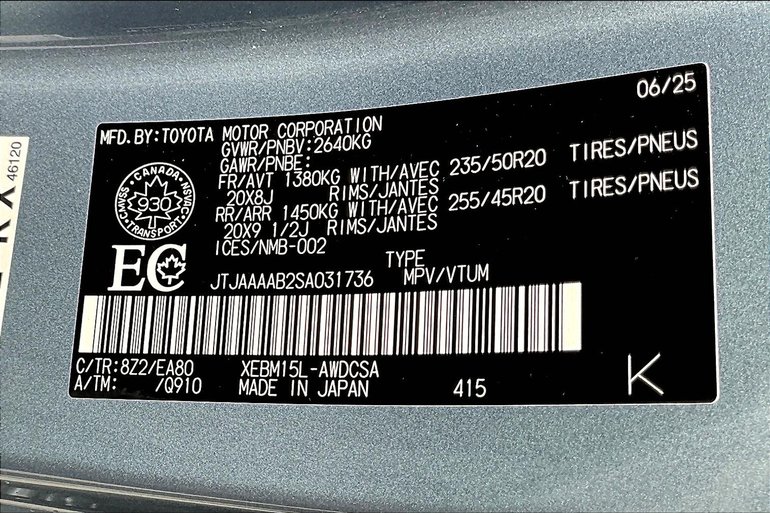 06/25
MFD. BY:TOYOTA MOTOR CORPORATION
GVWR/PNBV:2640KG
GAWR/PNBE:
FR/AVT 1380KG WITH/AVEC 235/50R20 TIRES/PNEUS
20X8J RIMS/JANTES
RR/ARR 1450KG WITH/AVEC 255/45R20 TIRES/PNEUS
20X9 1/2J RIMS/JANTES
ICES/NMB-002
CANADA
CMVSS
NSVAC
930
TRANSPORT
EC
TYPE
JTJAAAAB2SA031736 MPV/VTUM
C/TR:8Z2/EA80 XEBM15L-AWDCSA
A/TM: /Q910 MADE IN JAPAN 415
K
46120